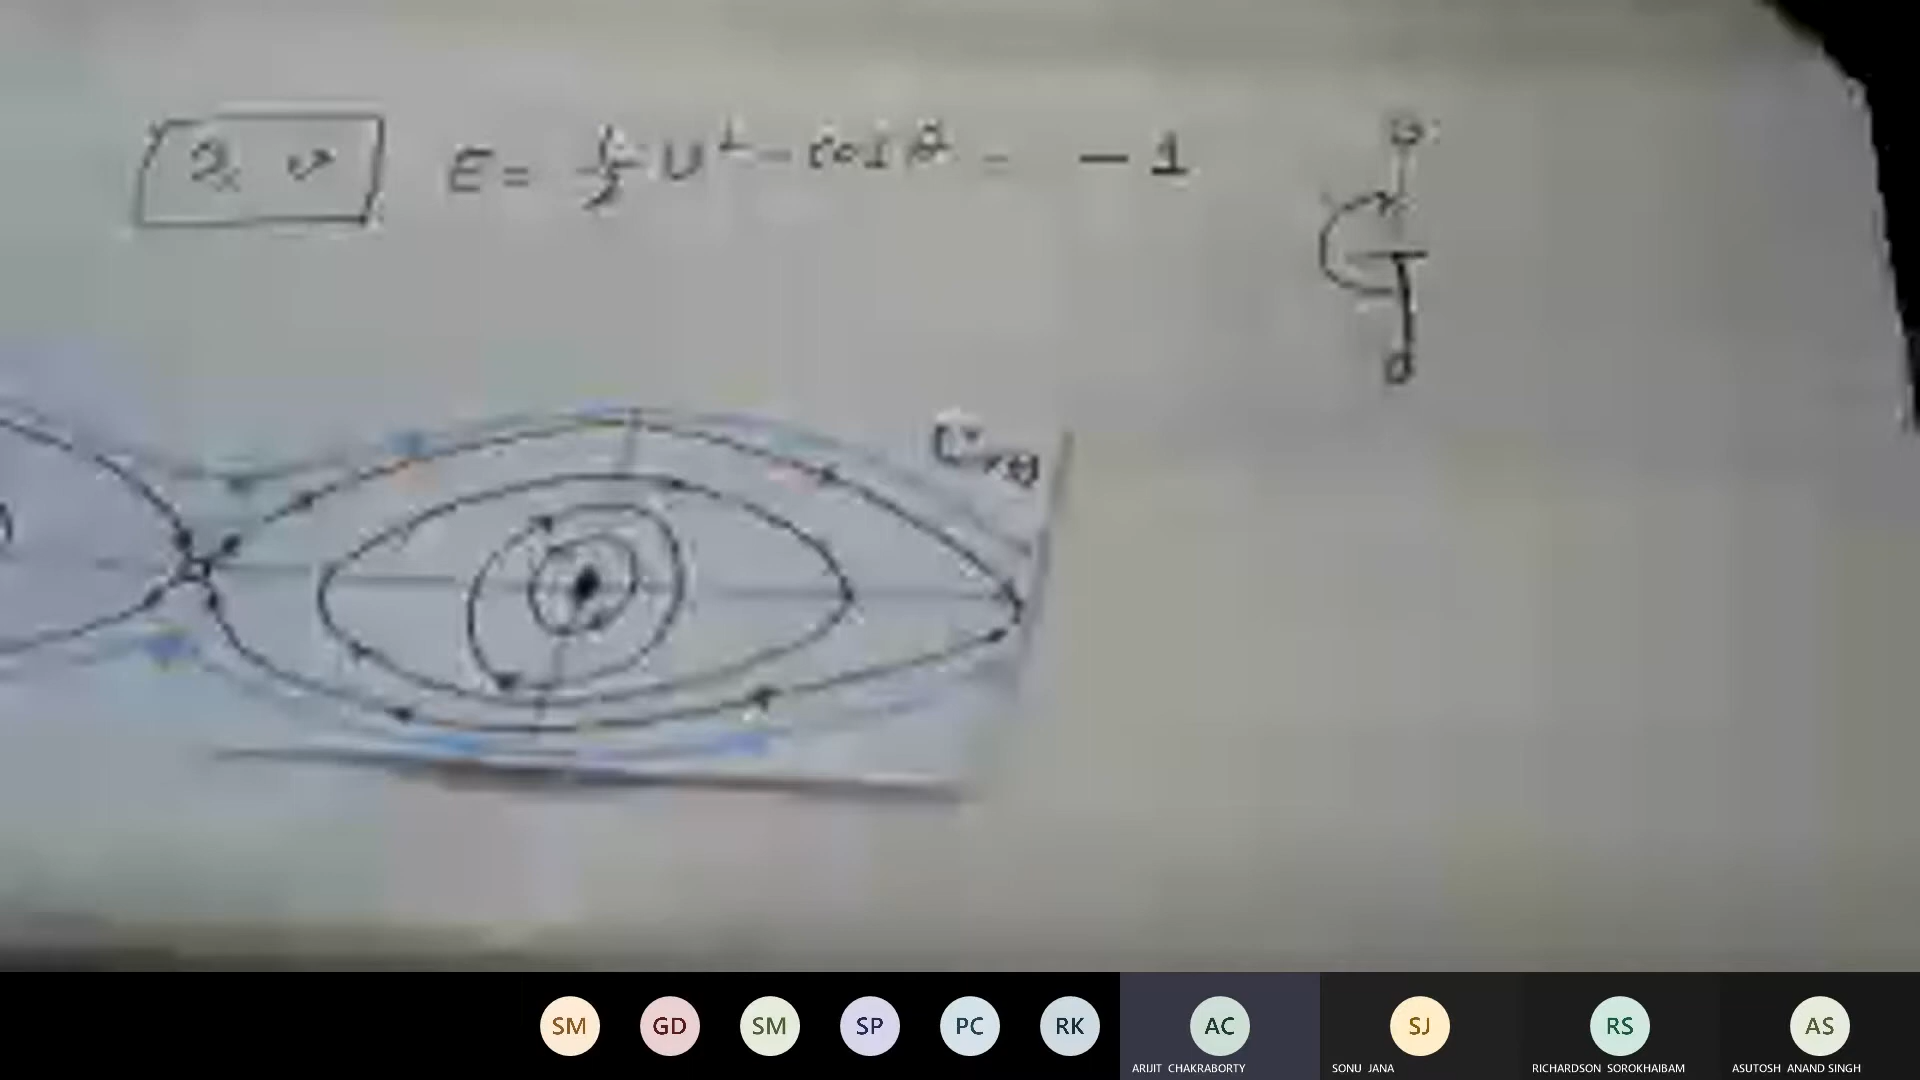 E = ½ υ² - cos θ = - 1
SM GD SM SP PC RK AC SJ RS AS
ARIJIT CHAKRABORTY SONU JANA RICHARDSON SOROKHAIBAM ASUTOSH ANAND SINGH